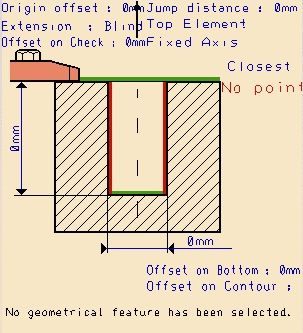 Origin offset : 0mm Jump distance : 0mm
Extension : Blind Top Element
Offset on Check : 0mm Fixed Axis
Closest
No point
0mm
0mm
Offset on Bottom : 0mm
Offset on Contour :
No geometrical feature has been selected.